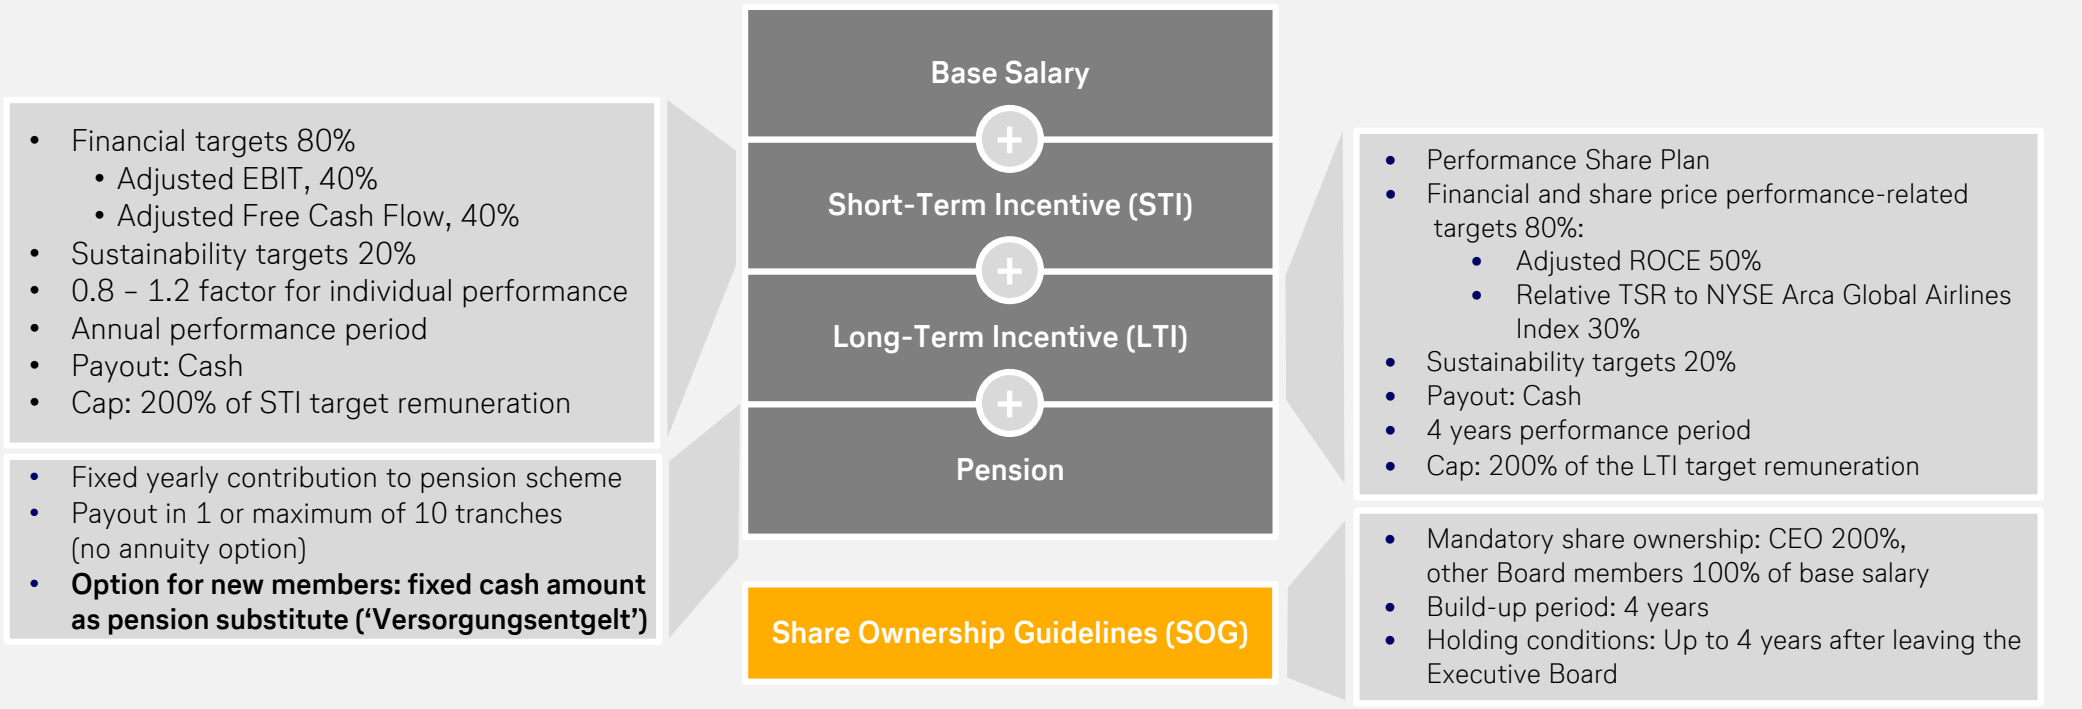 Base Salary
+
Short-Term Incentive (STI)
+
Long-Term Incentive (LTI)
+
Pension
Share Ownership Guidelines (SOG)
• Financial targets 80%
• Adjusted EBIT, 40%
• Adjusted Free Cash Flow, 40%
• Sustainability targets 20%
• 0.8 – 1.2 factor for individual performance
• Annual performance period
• Payout: Cash
• Cap: 200% of STI target remuneration
• Fixed yearly contribution to pension scheme
• Payout in 1 or maximum of 10 tranches
(no annuity option)
• Option for new members: fixed cash amount
as pension substitute (‘Versorgungsentgelt’)
• Performance Share Plan
• Financial and share price performance-related
targets 80%:
• Adjusted ROCE 50%
• Relative TSR to NYSE Arca Global Airlines
Index 30%
• Sustainability targets 20%
• Payout: Cash
• 4 years performance period
• Cap: 200% of the LTI target remuneration
• Mandatory share ownership: CEO 200%,
other Board members 100% of base salary
• Build-up period: 4 years
• Holding conditions: Up to 4 years after leaving the
Executive Board